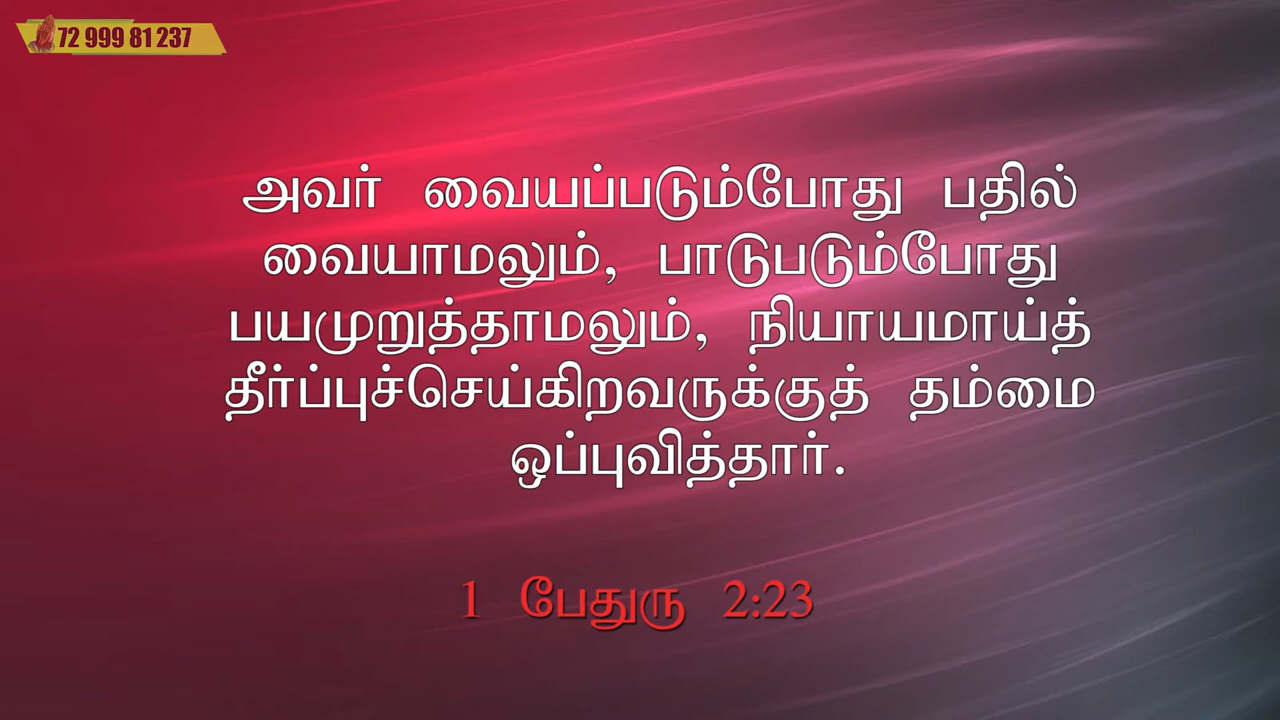 72 999 81 237
அவர் வையப்படும்போது பதில்
வையாமலும், பாடுபடும்போது
பயமுறுத்தாமலும், நியாயமாய்த்
தீர்ப்புச்செய்கிறவருக்குத் தம்மை
ஒப்புவித்தார்.
1 பேதுரு 2:23